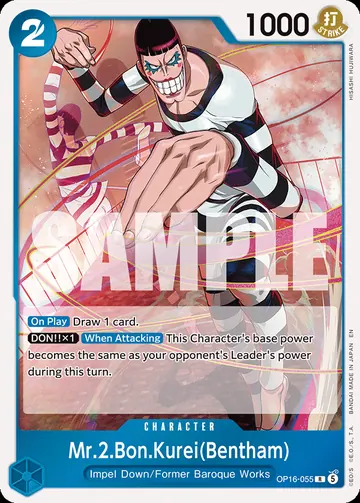 2
1000
打
STRIKE
HISASHI FUJIWARA
SAMPLE
On Play Draw 1 card.
DON!!×1 When Attacking This Character's base power
becomes the same as your opponent's Leader's power
during this turn.
CHARACTER
Mr.2.Bon.Kurei(Bentham)
Impel Down/Former Baroque Works
OP16-055 R 5
©E.O./S. ©E.O./S., T.A. BANDAI MADE IN JAPAN EN